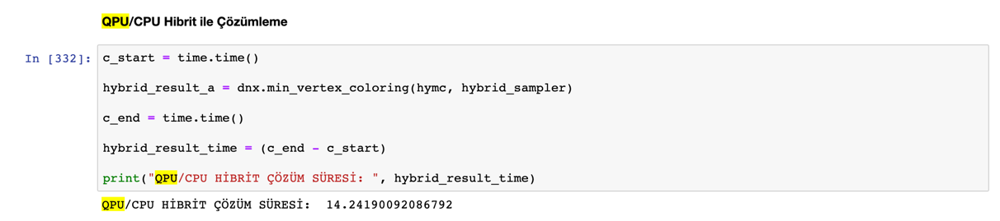 QPU/CPU Hibrit ile Çözümleme
In [332]: c_start = time.time()
hybrid_result_a = dnx.min_vertex_coloring(hymc, hybrid_sampler)
c_end = time.time()
hybrid_result_time = (c_end - c_start)
print("QPU/CPU HİBRİT ÇÖZÜM SÜRESİ: ", hybrid_result_time)
QPU/CPU HİBRİT ÇÖZÜM SÜRESİ:  14.24190092086792